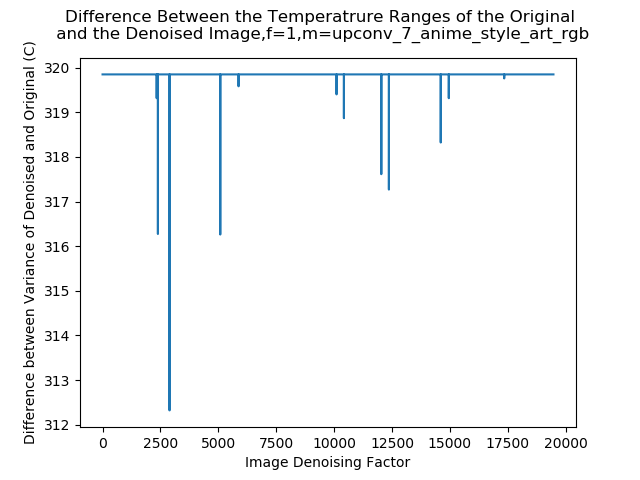 Difference Between the Temperatrure Ranges of the Original
and the Denoised Image,f=1,m=upconv_7_anime_style_art_rgb
Difference between Variance of Denoised and Original (C)
320
319
318
317
316
315
314
313
312
0 2500 5000 7500 10000 12500 15000 17500 20000
Image Denoising Factor